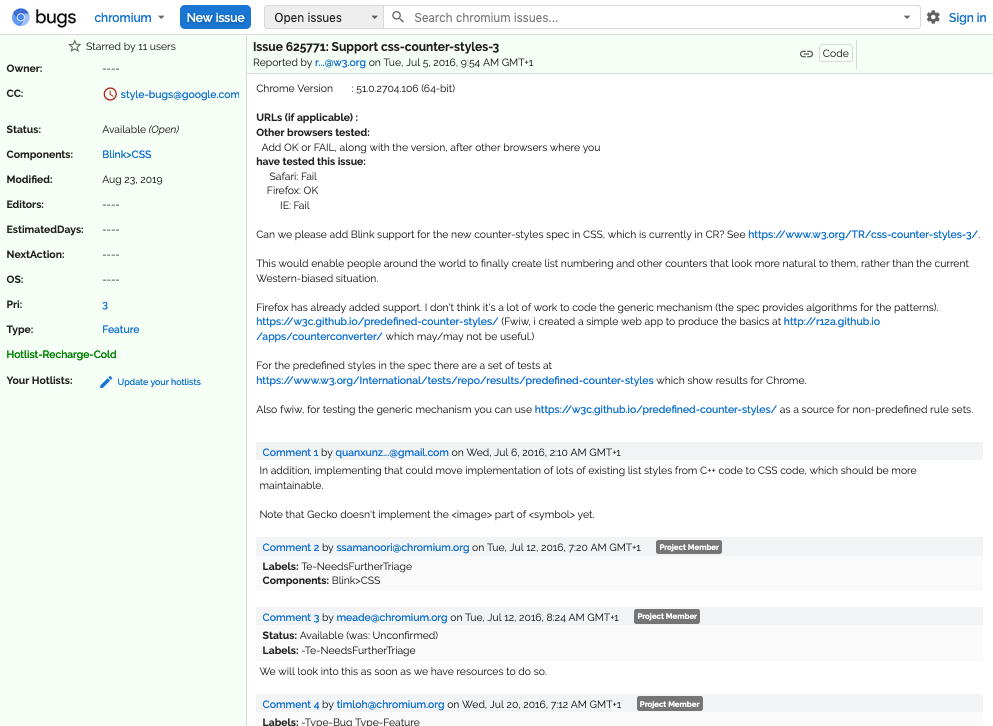 bugs chromium New issue Open issues Search chromium issues... Sign in
Starred by 11 users
Owner: ----
CC: style-bugs@google.com
Status: Available (Open)
Components: Blink>CSS
Modified: Aug 23, 2019
Editors: ----
EstimatedDays: ----
NextAction: ----
OS: ----
Pri: 3
Type: Feature
Hotlist-Recharge-Cold
Your Hotlists: Update your hotlists
Issue 625771: Support css-counter-styles-3
Code
Reported by r...@w3.org on Tue, Jul 5, 2016, 9:54 AM GMT+1
Chrome Version : 51.0.2704.106 (64-bit)
URLs (if applicable) :
Other browsers tested:
Add OK or FAIL, along with the version, after other browsers where you
have tested this issue:
Safari: Fail
Firefox: OK
IE: Fail
Can we please add Blink support for the new counter-styles spec in CSS, which is currently in CR? See https://www.w3.org/TR/css-counter-styles-3/.
This would enable people around the world to finally create list numbering and other counters that look more natural to them, rather than the current
Western-biased situation.
Firefox has already added support. I don't think it's a lot of work to code the generic mechanism (the spec provides algorithms for the patterns).
https://w3c.github.io/predefined-counter-styles/ (Fwiw, i created a simple web app to produce the basics at http://r12a.github.io
/apps/counterconverter/ which may/may not be useful.)
For the predefined styles in the spec there are a set of tests at
https://www.w3.org/International/tests/repo/results/predefined-counter-styles which show results for Chrome.
Also fwiw, for testing the generic mechanism you can use https://w3c.github.io/predefined-counter-styles/ as a source for non-predefined rule sets.
Comment 1 by quanxunz...@gmail.com on Wed, Jul 6, 2016, 2:10 AM GMT+1
In addition, implementing that could move implementation of lots of existing list styles from C++ code to CSS code, which should be more
maintainable.
Note that Gecko doesn't implement the <image> part of <symbol> yet.
Comment 2 by ssamanoori@chromium.org on Tue, Jul 12, 2016, 7:20 AM GMT+1 Project Member
Labels: Te-NeedsFurtherTriage
Components: Blink>CSS
Comment 3 by meade@chromium.org on Tue, Jul 12, 2016, 8:24 AM GMT+1 Project Member
Status: Available (was: Unconfirmed)
Labels: -Te-NeedsFurtherTriage
We will look into this as soon as we have resources to do so.
Comment 4 by timloh@chromium.org on Wed, Jul 20, 2016, 7:12 AM GMT+1 Project Member
Labels: -Type-Bug Type-Feature